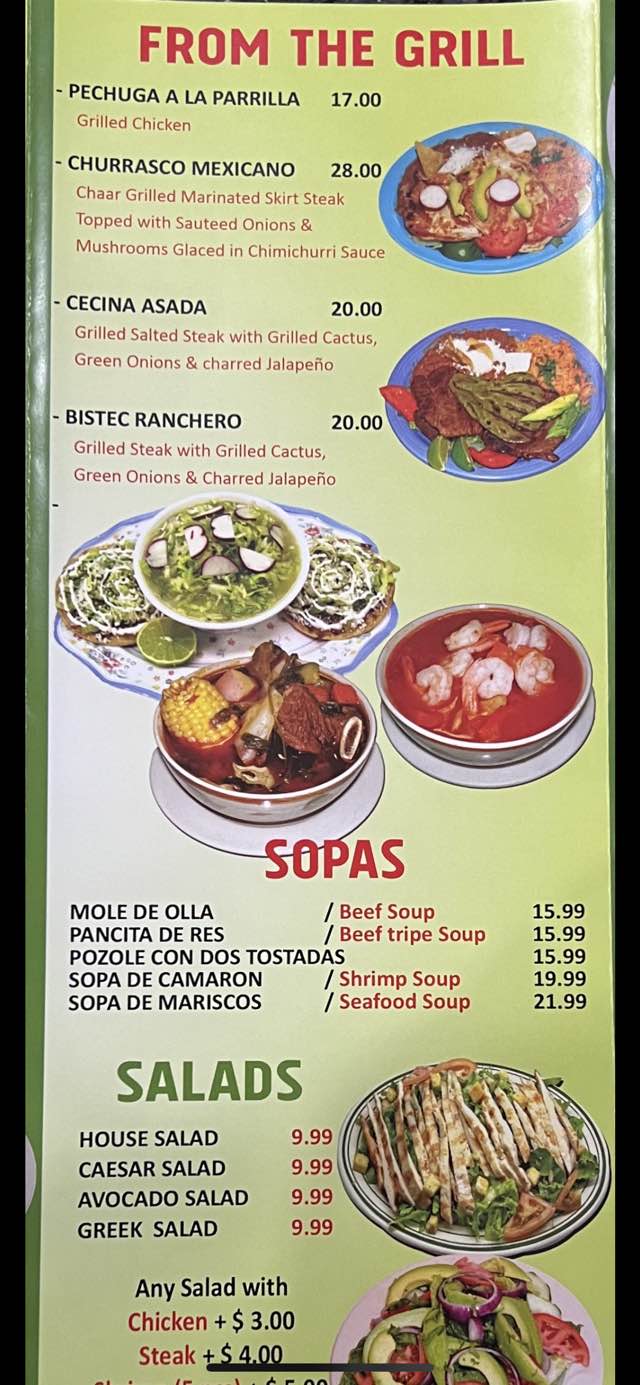 FROM THE GRILL
- PECHUGA A LA PARRILLA 17.00
Grilled Chicken
- CHURRASCO MEXICANO 28.00
Chaar Grilled Marinated Skirt Steak
Topped with Sauteed Onions &
Mushrooms Glaced in Chimichurri Sauce
- CECINA ASADA 20.00
Grilled Salted Steak with Grilled Cactus,
Green Onions & charred Jalapeño
- BISTEC RANCHERO 20.00
Grilled Steak with Grilled Cactus,
Green Onions & Charred Jalapeño
-
SOPAS
MOLE DE OLLA / Beef Soup 15.99
PANCITA DE RES / Beef tripe Soup 15.99
POZOLE CON DOS TOSTADAS 15.99
SOPA DE CAMARON / Shrimp Soup 19.99
SOPA DE MARISCOS / Seafood Soup 21.99
SALADS
HOUSE SALAD 9.99
CAESAR SALAD 9.99
AVOCADO SALAD 9.99
GREEK SALAD 9.99
Any Salad with
Chicken + $ 3.00
Steak + $ 4.00